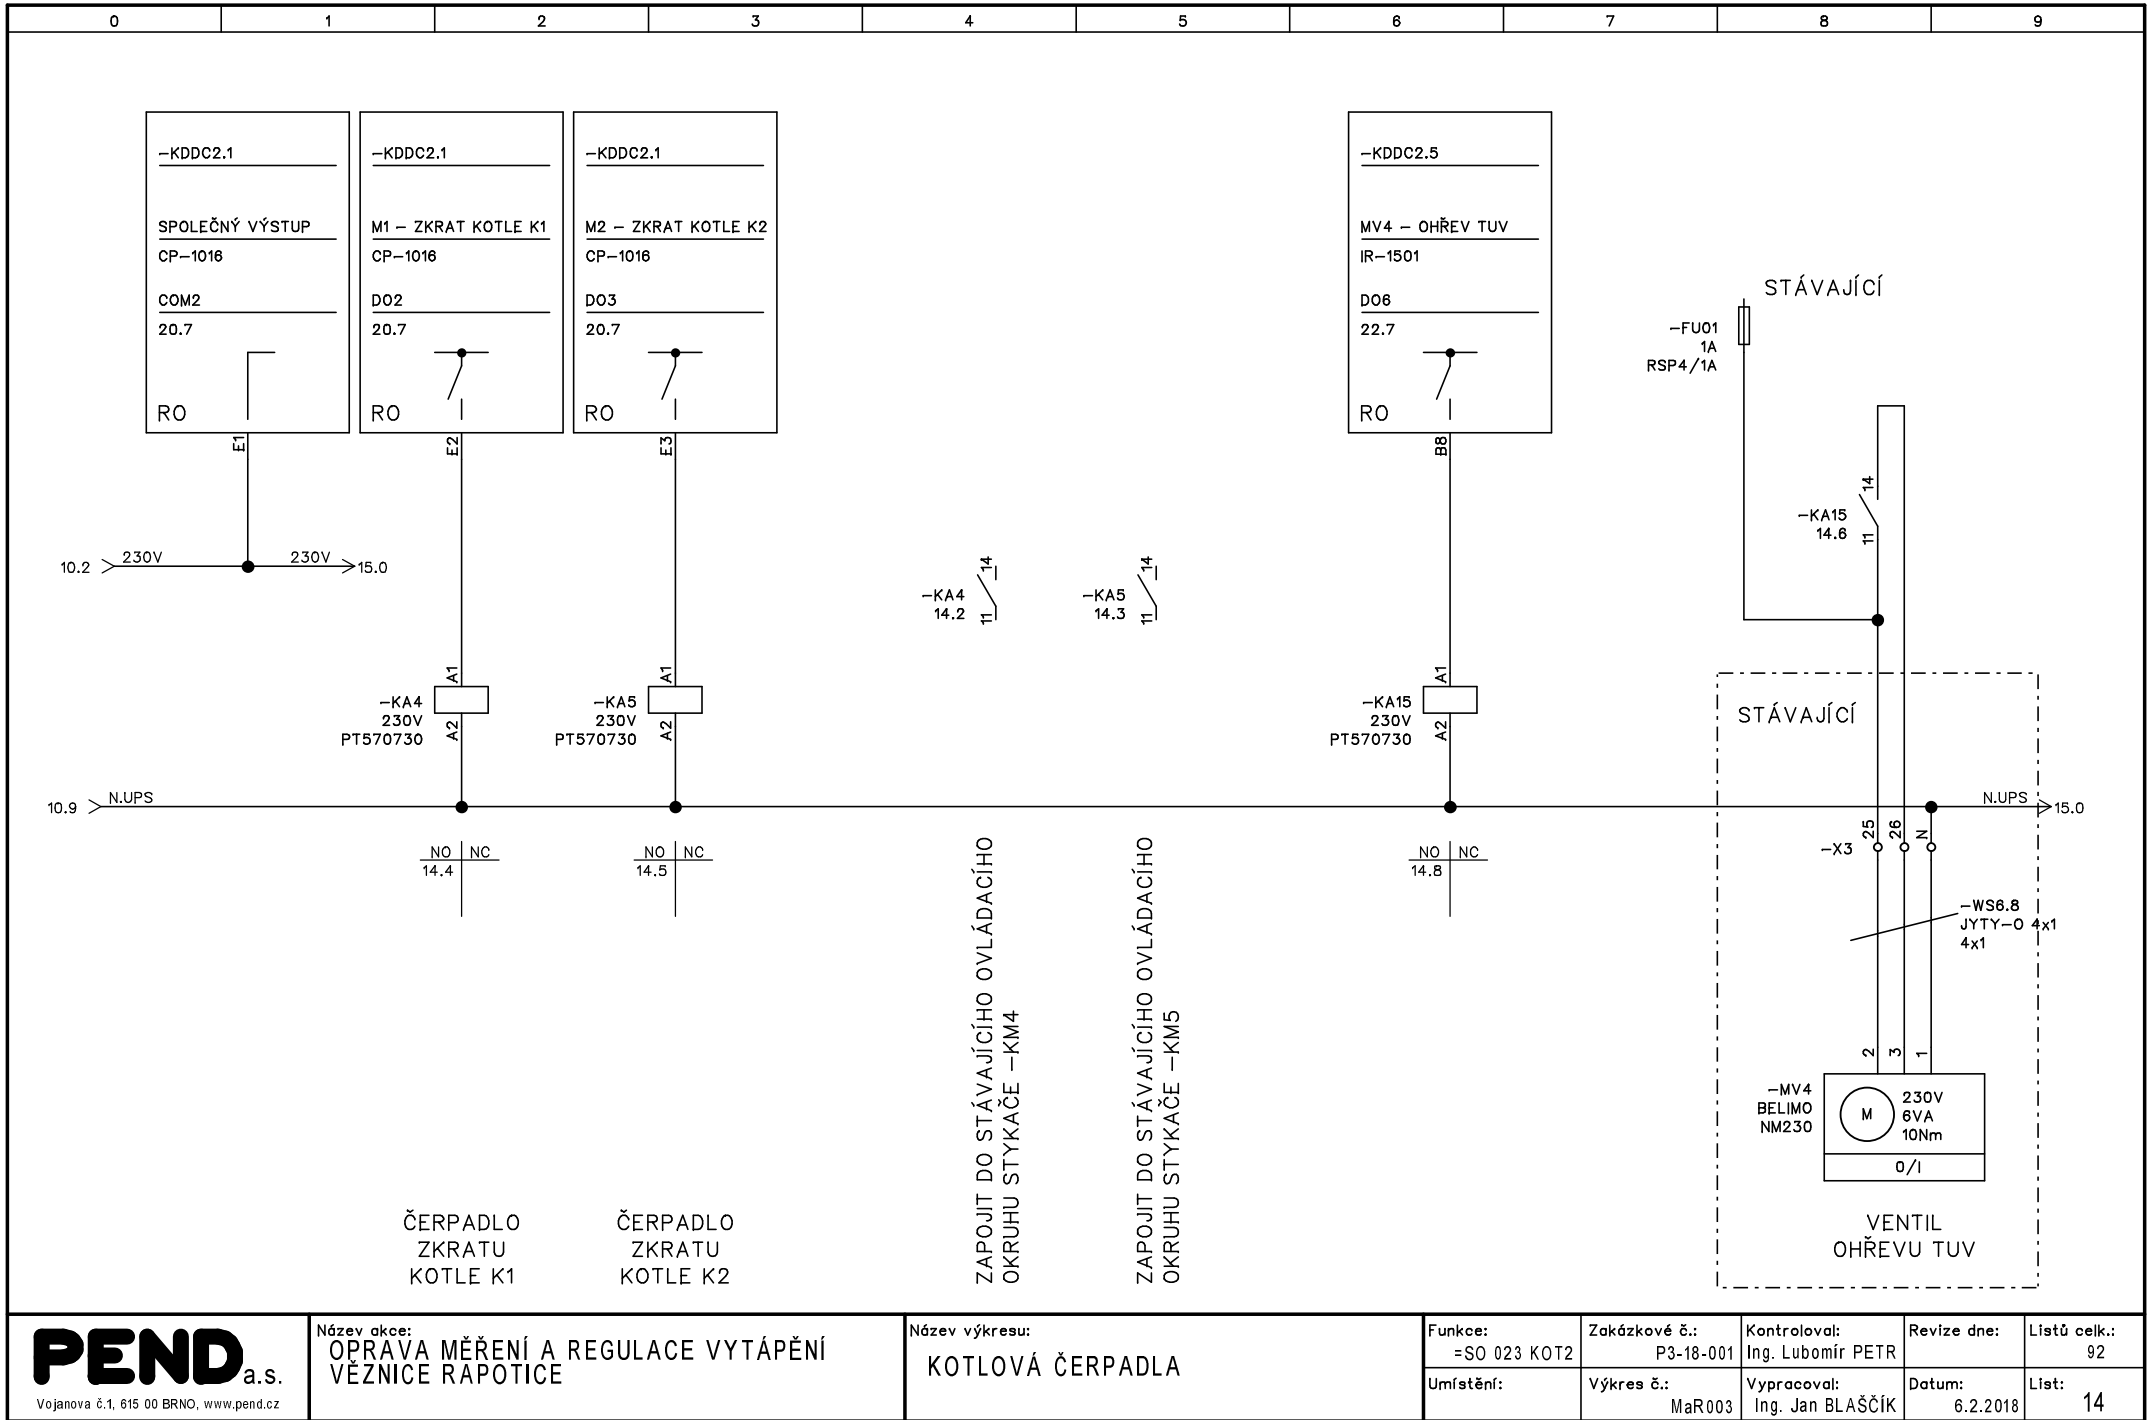 0 1 2 3 4 5 6 7 8 9
-KDDC2.1
SPOLEČNÝ VÝSTUP
CP-1016
COM2
20.7
RO
E1
-KDDC2.1
M1 - ZKRAT KOTLE K1
CP-1016
DO2
20.7
RO
E2
-KDDC2.1
M2 - ZKRAT KOTLE K2
CP-1016
DO3
20.7
RO
E3
-KDDC2.5
MV4 - OHŘEV TUV
IR-1501
DO6
22.7
RO
B8
STÁVAJÍCÍ
-FU01
1A
RSP4/1A
14
-KA15
14.6
11
10.2 230V 230V 15.0
14
-KA4
14.2
11
14
-KA5
14.3
11
A1
-KA4
230V
PT570730
A2
A1
-KA5
230V
PT570730
A2
A1
-KA15
230V
PT570730
A2
STÁVAJÍCÍ
10.9 N.UPS N.UPS 15.0
NO NC
14.4
NO NC
14.5
NO NC
14.8
-X3 25 26 N
-WS6.8
JYTY-O 4x1
4x1
2 3 1
-MV4
BELIMO
NM230
M
230V
6VA
10Nm
0/I
ZAPOJIT DO STÁVAJÍCÍHO OVLÁDACÍHO
OKRUHU STYKAČE -KM4
ZAPOJIT DO STÁVAJÍCÍHO OVLÁDACÍHO
OKRUHU STYKAČE -KM5
ČERPADLO
ZKRATU
KOTLE K1
ČERPADLO
ZKRATU
KOTLE K2
VENTIL
OHŘEVU TUV
PEND a.s.
Vojanova č.1, 615 00 BRNO, www.pend.cz
Název akce:
OPRAVA MĚŘENÍ A REGULACE VYTÁPĚNÍ
VĚZNICE RAPOTICE
Název výkresu:
KOTLOVÁ ČERPADLA
Funkce:
=SO 023 KOT2
Umístění:
Zakázkové č.:
P3-18-001
Výkres č.:
MaR003
Kontroloval:
Ing. Lubomír PETR
Vypracoval:
Ing. Jan BLAŠČÍK
Revize dne:
Datum:
6.2.2018
Listů celk.:
92
List:
14